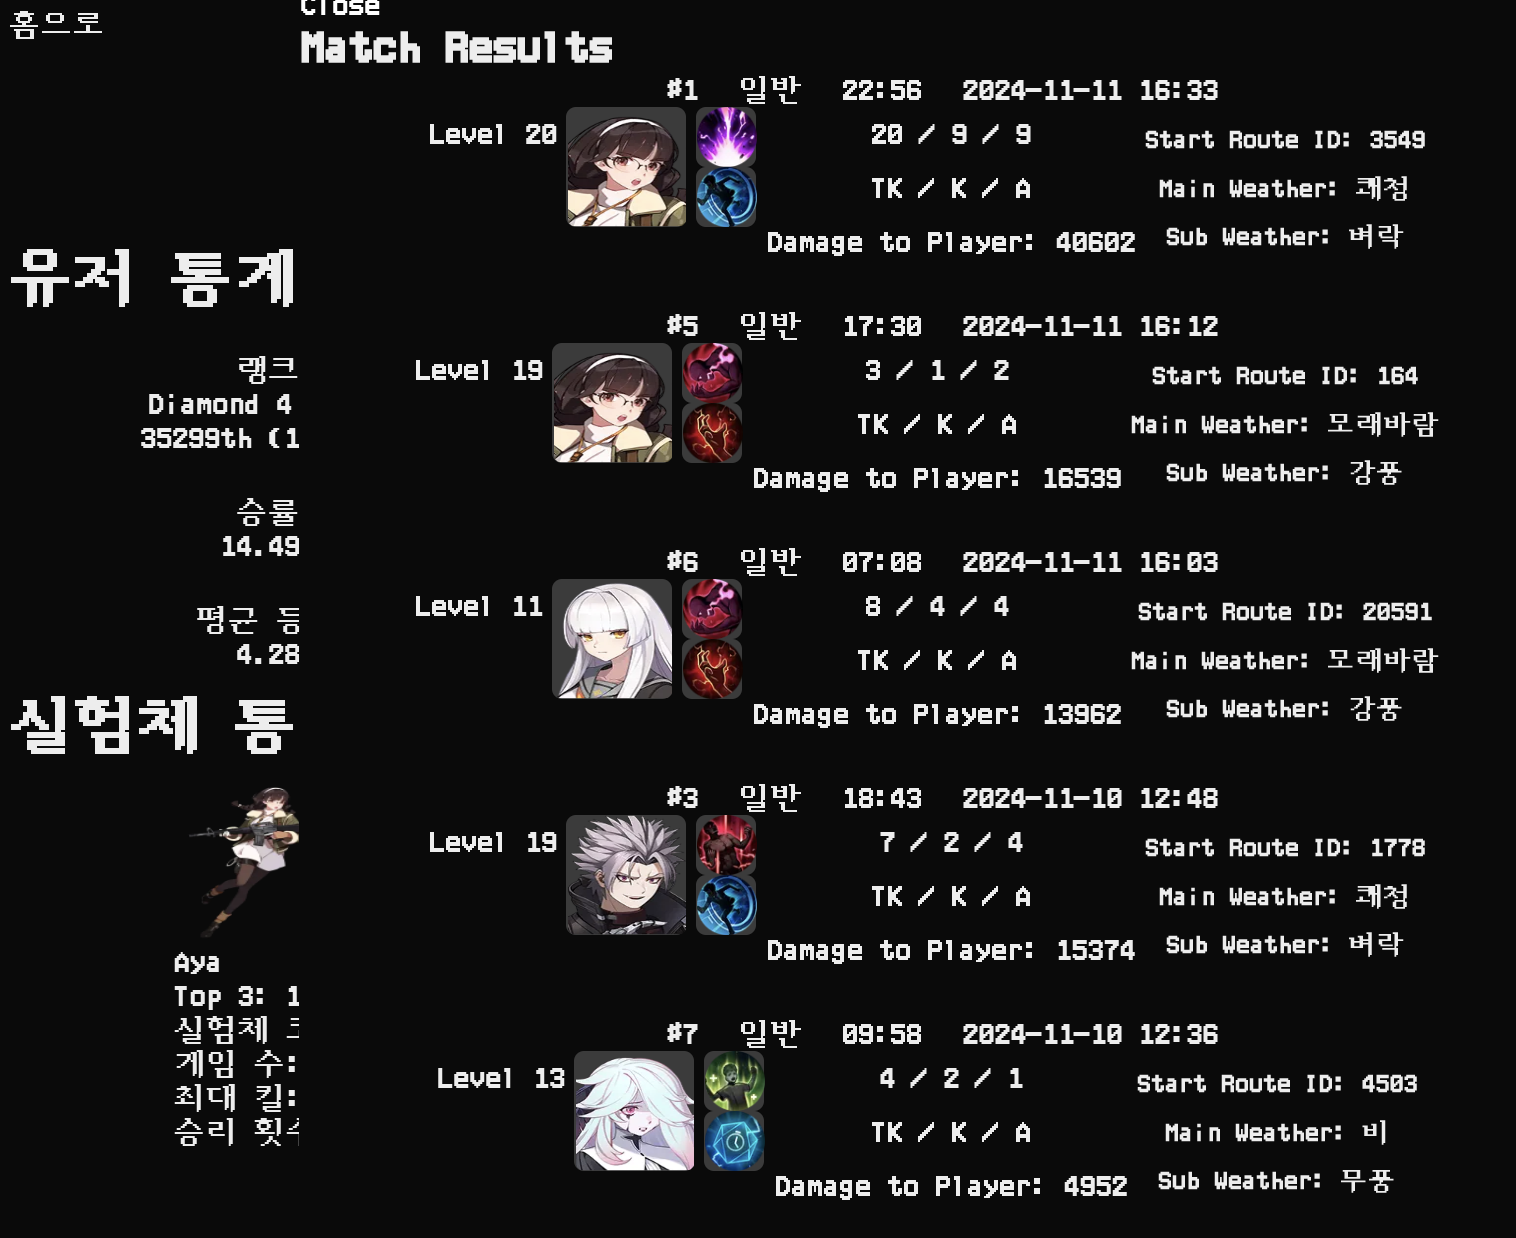 홈으로
Close
Match Results
#1 일반 22:56 2024-11-11 16:33
Level 20
20 / 9 / 9
TK / K / A
Damage to Player: 40602
Start Route ID: 3549
Main Weather: 쾌청
Sub Weather: 벼락
#5 일반 17:30 2024-11-11 16:12
Level 19
3 / 1 / 2
TK / K / A
Damage to Player: 16539
Start Route ID: 164
Main Weather: 모래바람
Sub Weather: 강풍
#6 일반 07:08 2024-11-11 16:03
Level 11
8 / 4 / 4
TK / K / A
Damage to Player: 13962
Start Route ID: 20591
Main Weather: 모래바람
Sub Weather: 강풍
#3 일반 18:43 2024-11-10 12:48
Level 19
7 / 2 / 4
TK / K / A
Damage to Player: 15374
Start Route ID: 1778
Main Weather: 쾌청
Sub Weather: 벼락
#7 일반 09:58 2024-11-10 12:36
Level 13
4 / 2 / 1
TK / K / A
Damage to Player: 4952
Start Route ID: 4503
Main Weather: 비
Sub Weather: 무풍
유저 통계
랭크
Diamond 4
35299th (1
승률
14.49
평균
4.28
실험체 통
Aya
Top 3: 1
실험체
게임 수:
최대 킬:
승리